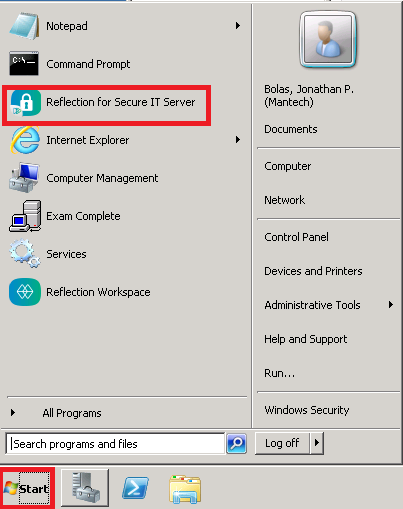 Notepad
Command Prompt
C:\.
Reflection for Secure IT Server
Internet Explorer
Computer Management
Exam Complete
Services
Reflection Workspace
All Programs
Search programs and files
Start
Bolas, Jonathan P.
(Mantech)
Documents
Computer
Network
Control Panel
Devices and Printers
Administrative Tools
Help and Support
Run...
Windows Security
Log off